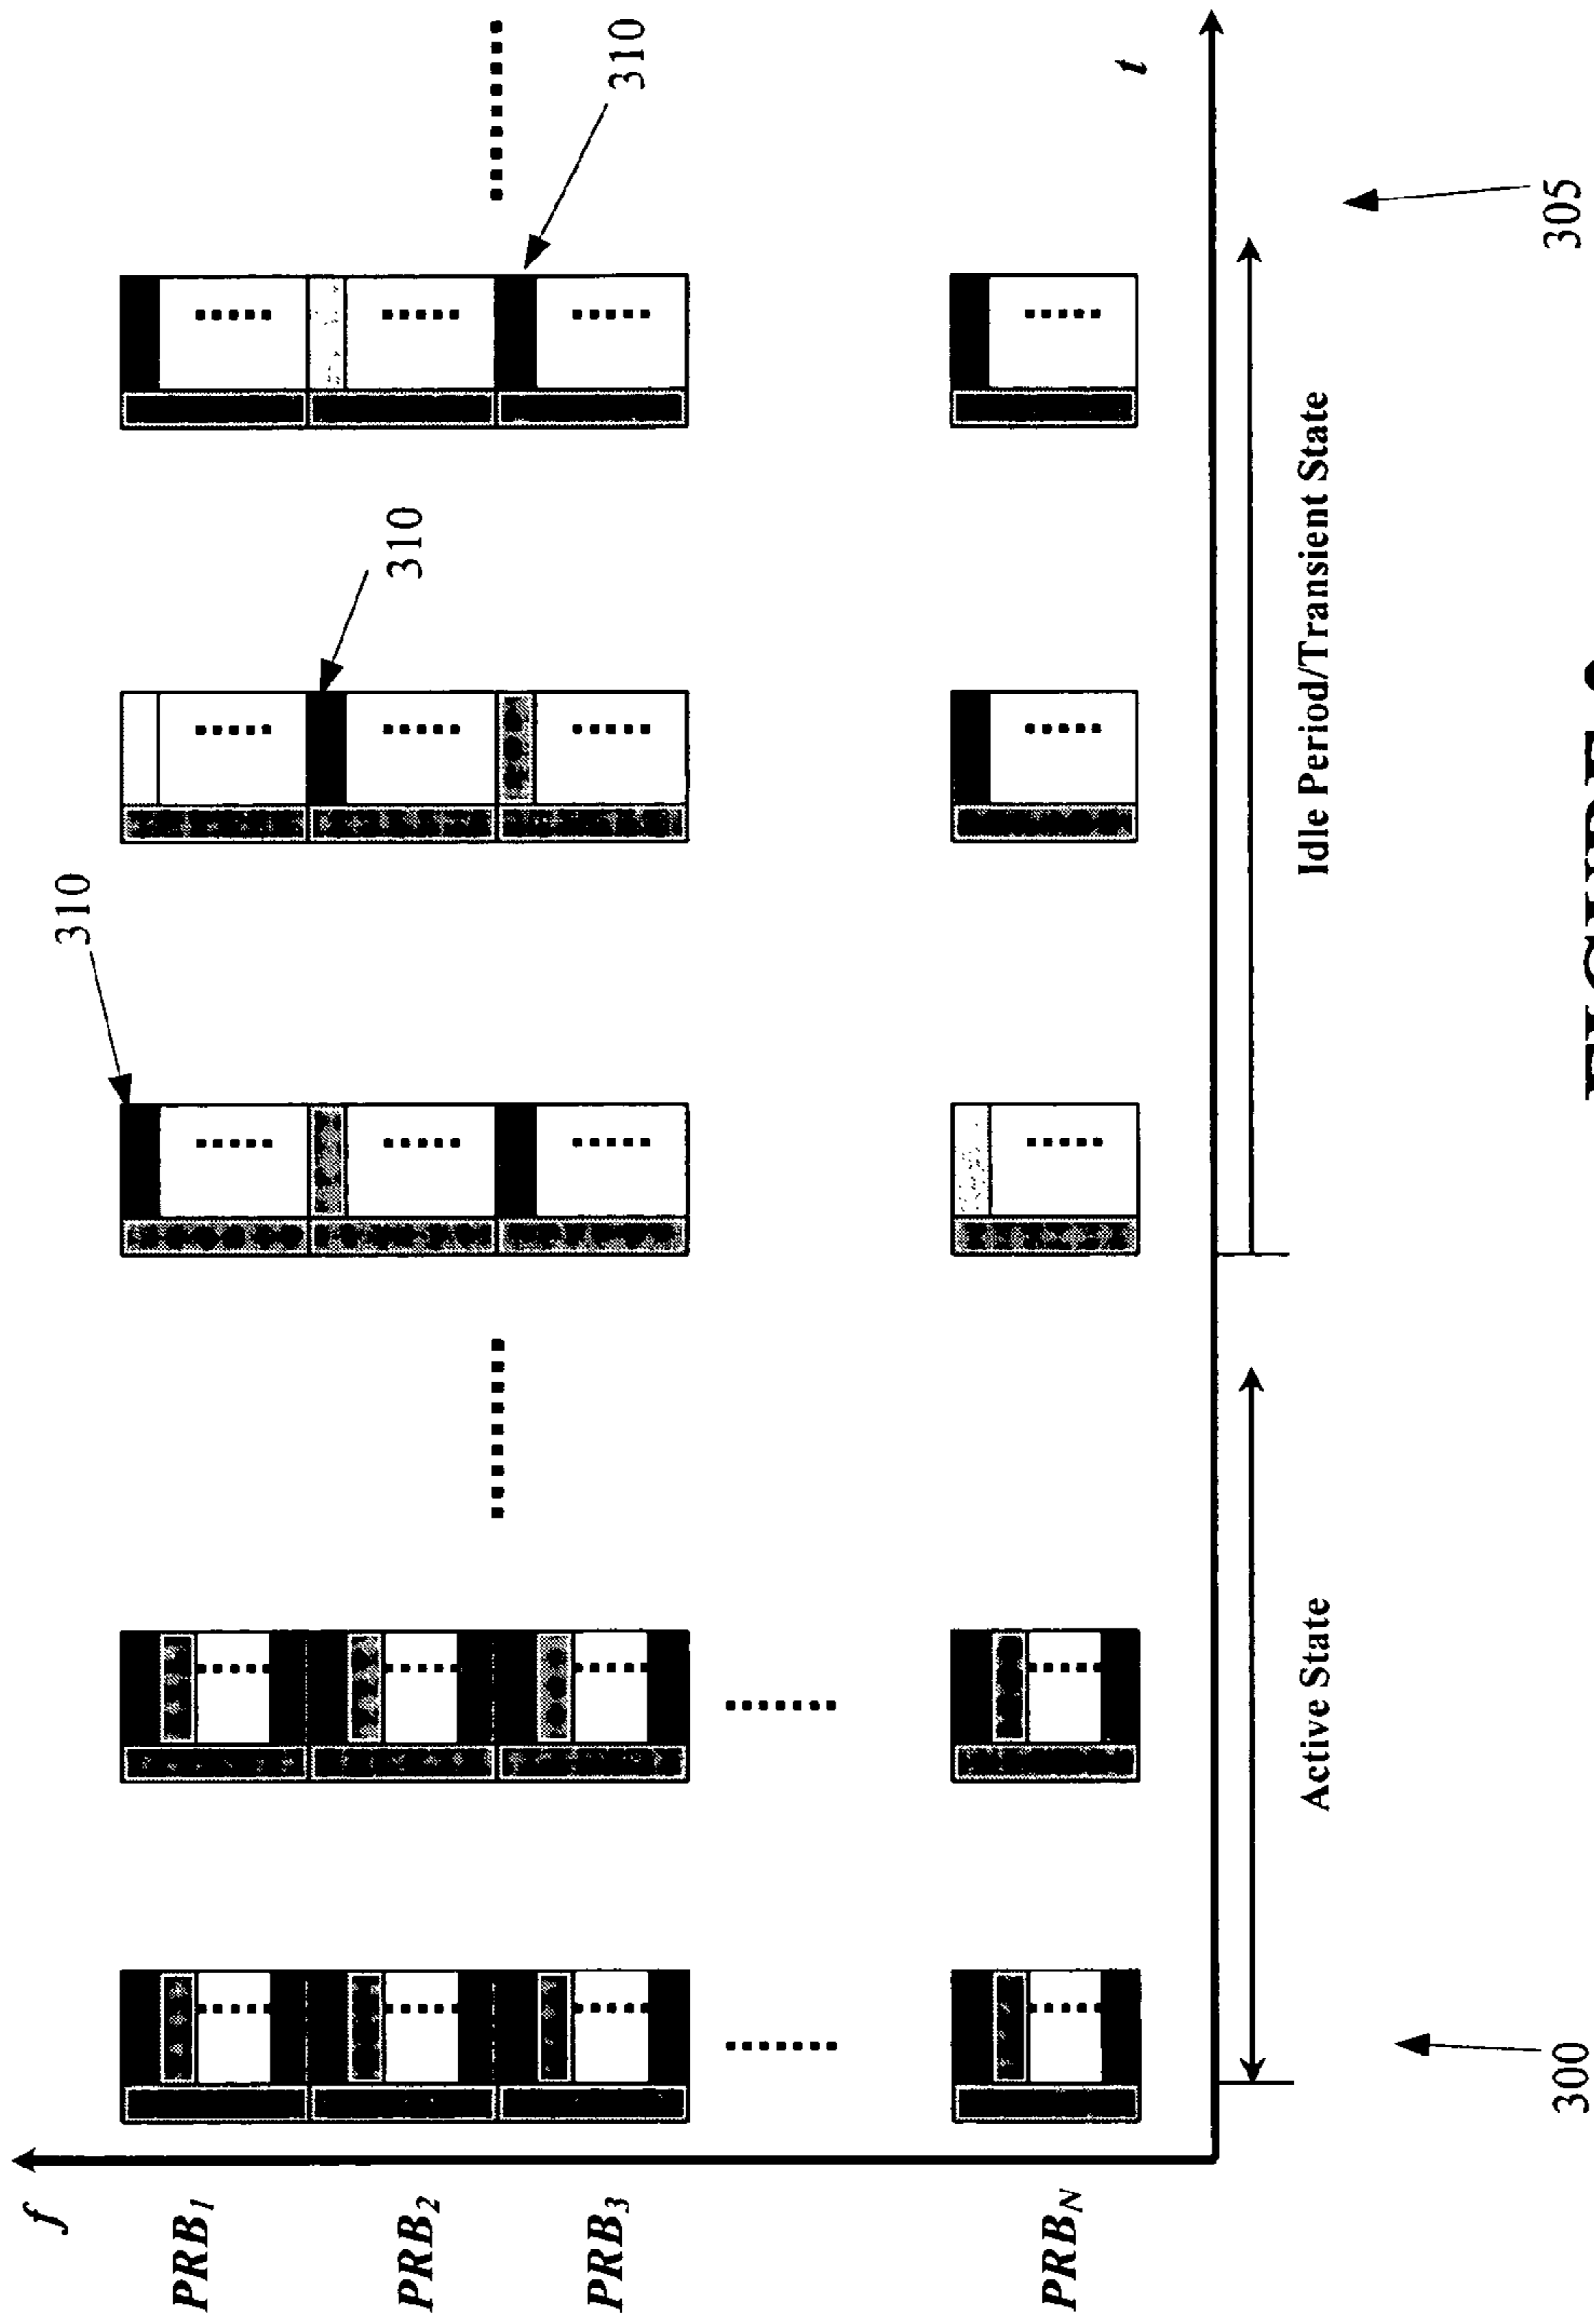 f
PRB1
PRB2
PRB3
PRBN
310
310
310
t
Active State
Idle Period/Transient State
300
305